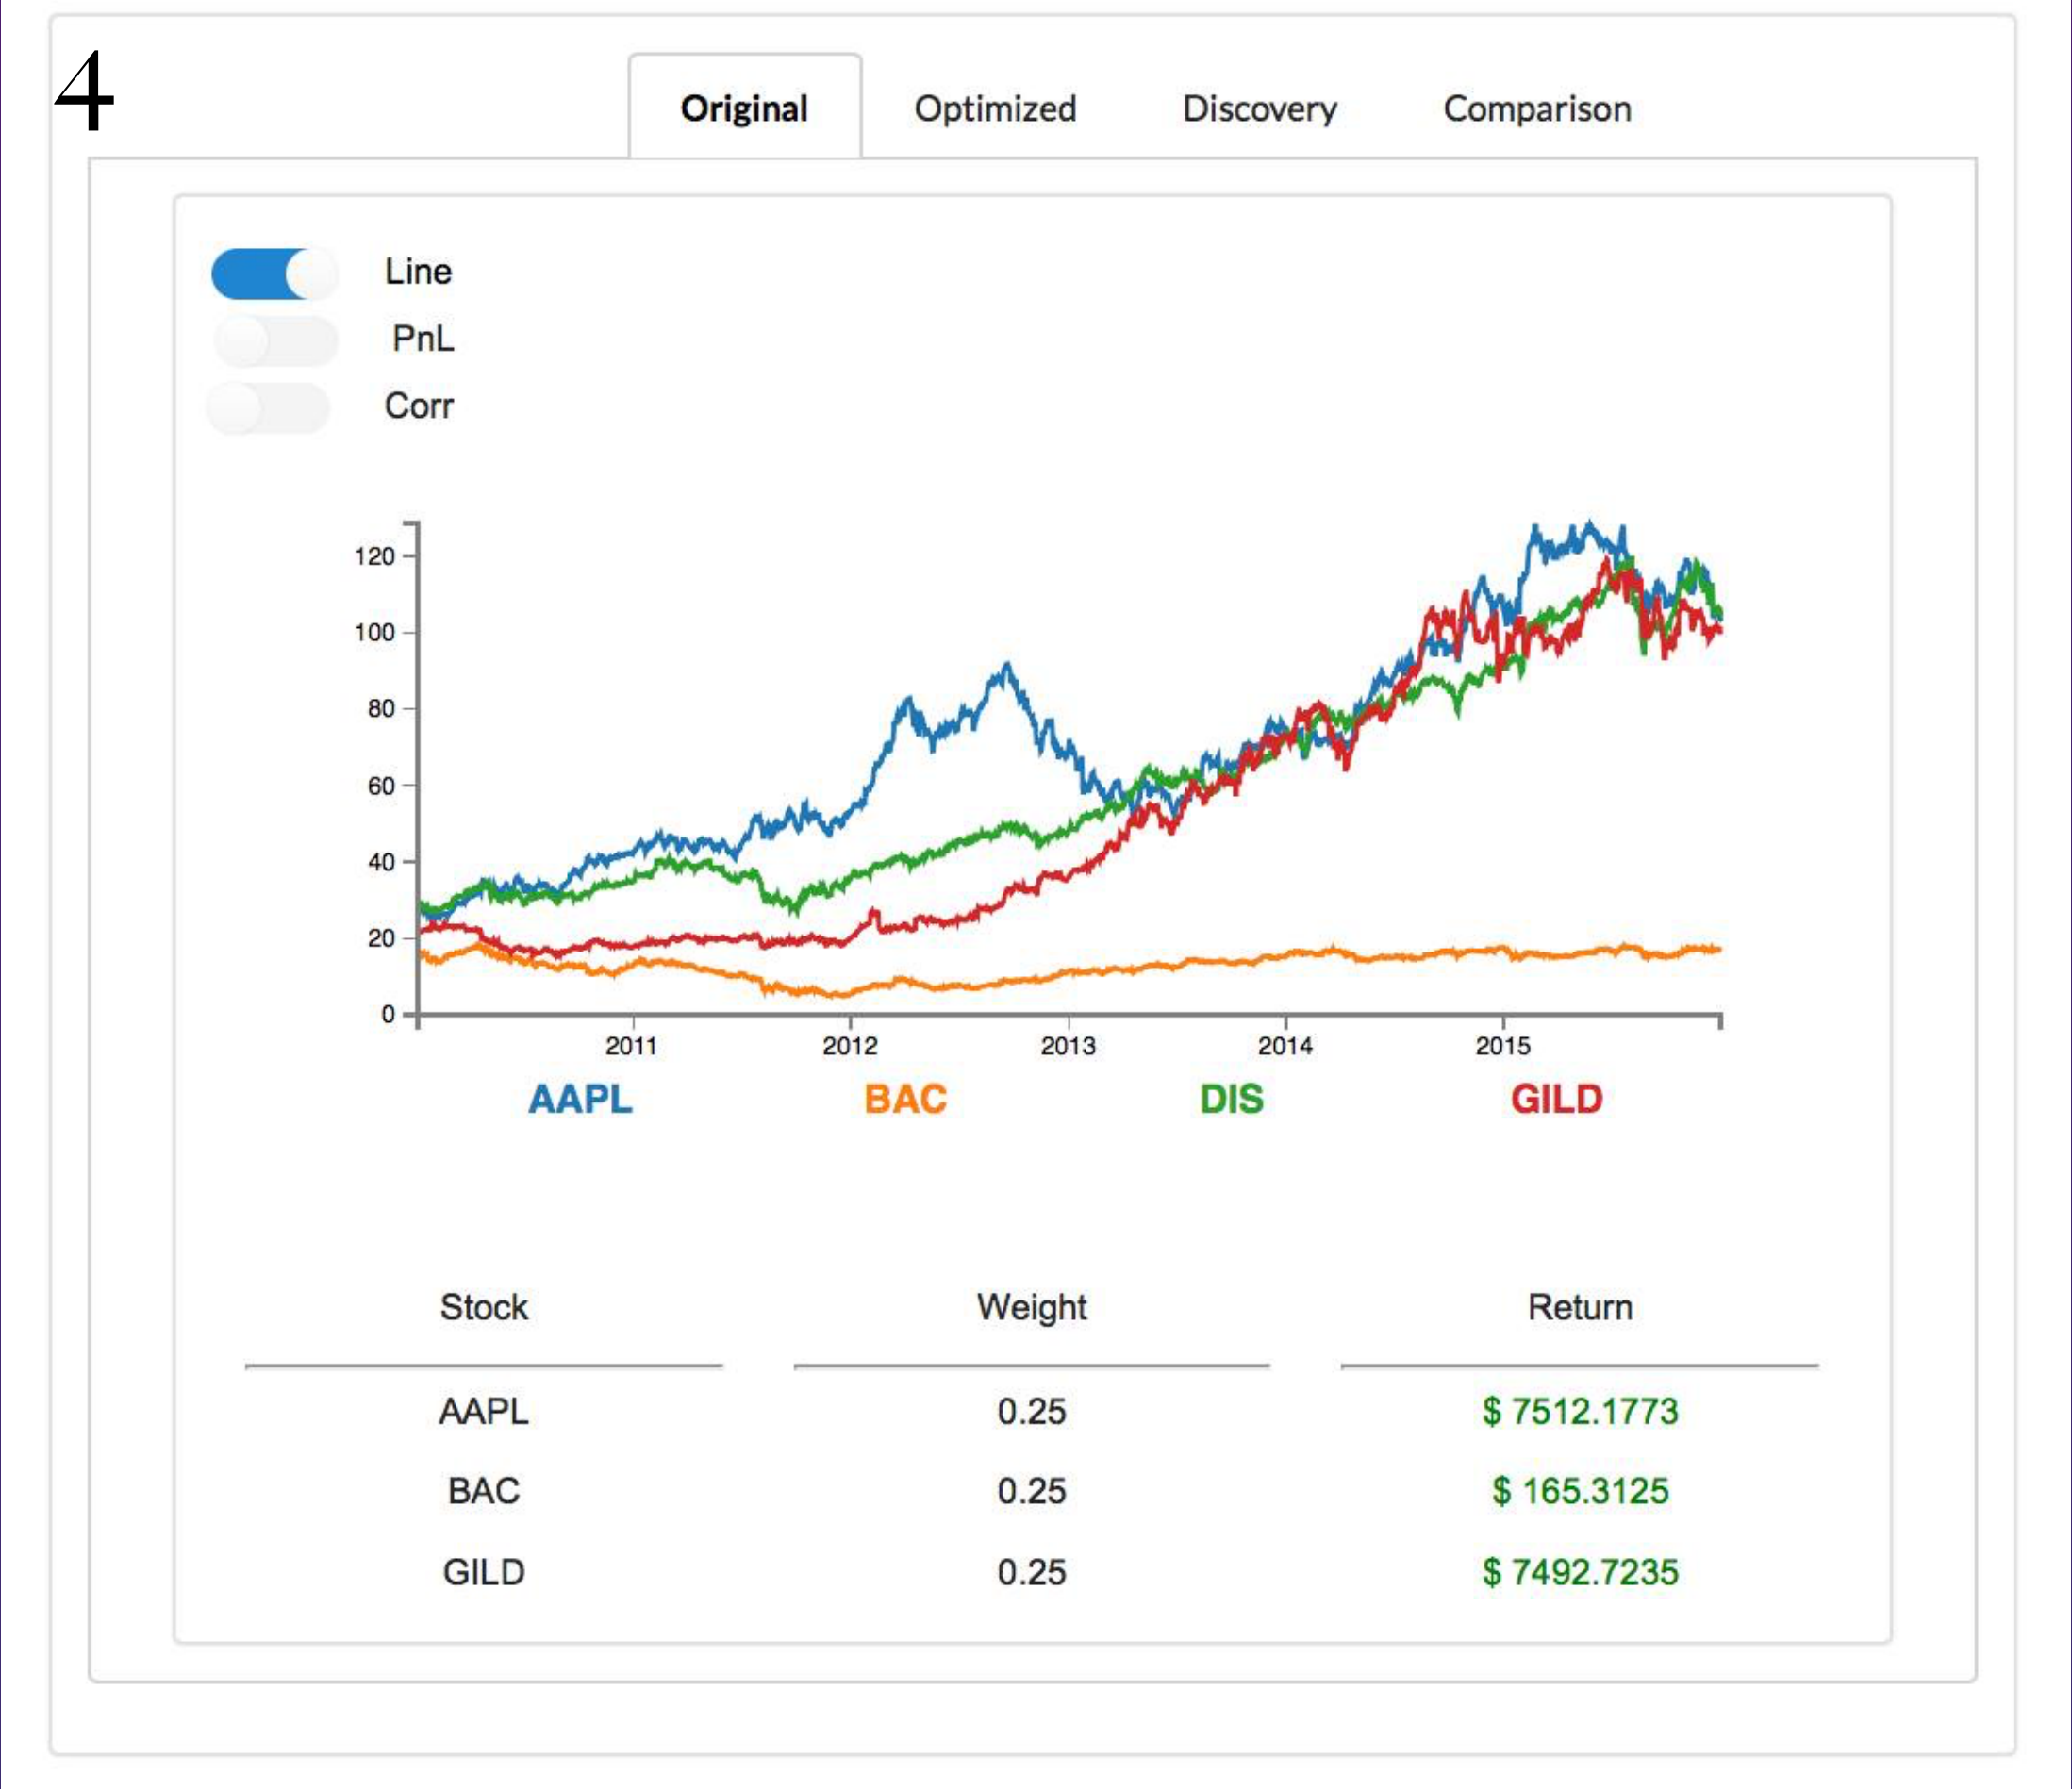 4
Original Optimized Discovery Comparison
Line
PnL
Corr
120
100
80
60
40
20
0
2011 2012 2013 2014 2015
AAPL BAC DIS GILD
Stock Weight Return
AAPL 0.25 $ 7512.1773
BAC 0.25 $ 165.3125
GILD 0.25 $ 7492.7235